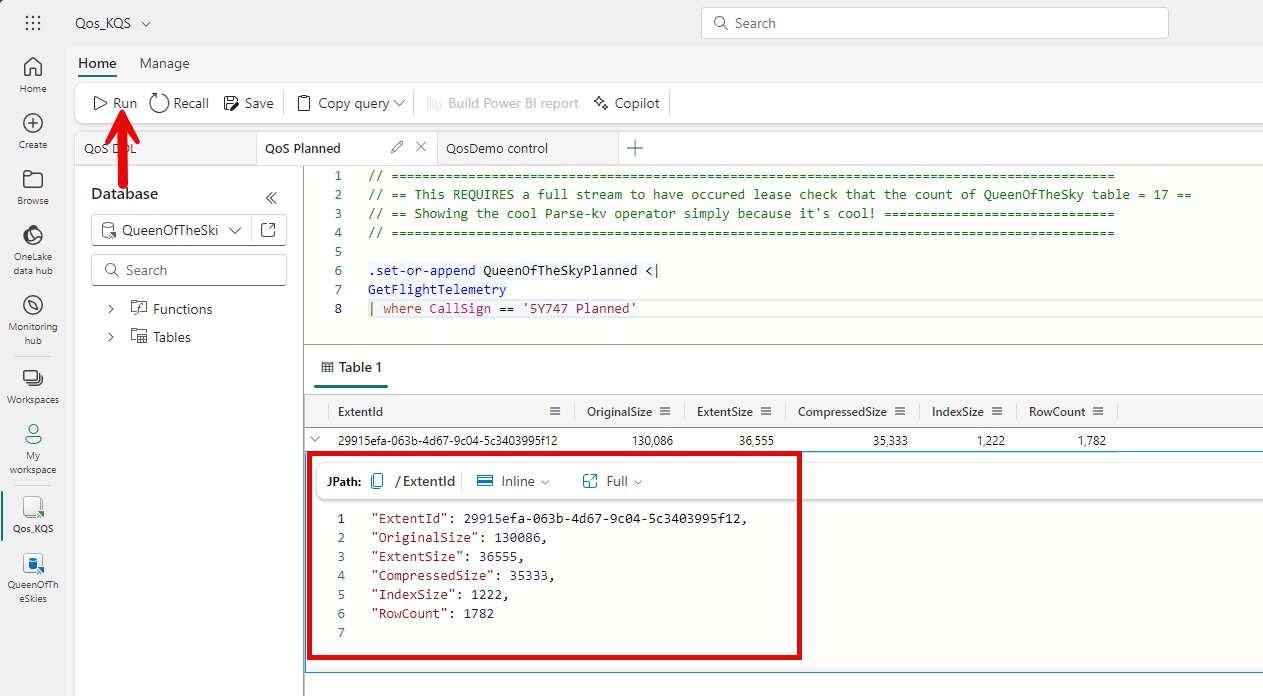 Qos_KQS
Search
Home
Manage
Run Recall Save Copy query Build Power BI report Copilot
Home
Create
Browse
OneLake
data hub
Monitoring
hub
Workspaces
My
workspace
Qos_KQS
QueenOfTh
eSkies
QoS DDL
QoS Planned
QosDemo control
Database
QueenOfTheSki
Search
Functions
Tables
1 // ==============================================================================================
2 // == This REQUIRES a full stream to have occured lease check that the count of QueenOfTheSky table = 17 ==
3 // == Showing the cool Parse-kv operator simply because it's cool! ==============================
4 // ==============================================================================================
5
6 .set-or-append QueenOfTheSkyPlanned <|
7 GetFlightTelemetry
8 | where CallSign == '5Y747 Planned'
Table 1
ExtentId OriginalSize ExtentSize CompressedSize IndexSize RowCount
29915efa-063b-4d67-9c04-5c3403995f12 130,086 36,555 35,333 1,222 1,782
JPath: /ExtentId Inline Full
1 "ExtentId": 29915efa-063b-4d67-9c04-5c3403995f12,
2 "OriginalSize": 130086,
3 "ExtentSize": 36555,
4 "CompressedSize": 35333,
5 "IndexSize": 1222,
6 "RowCount": 1782
7